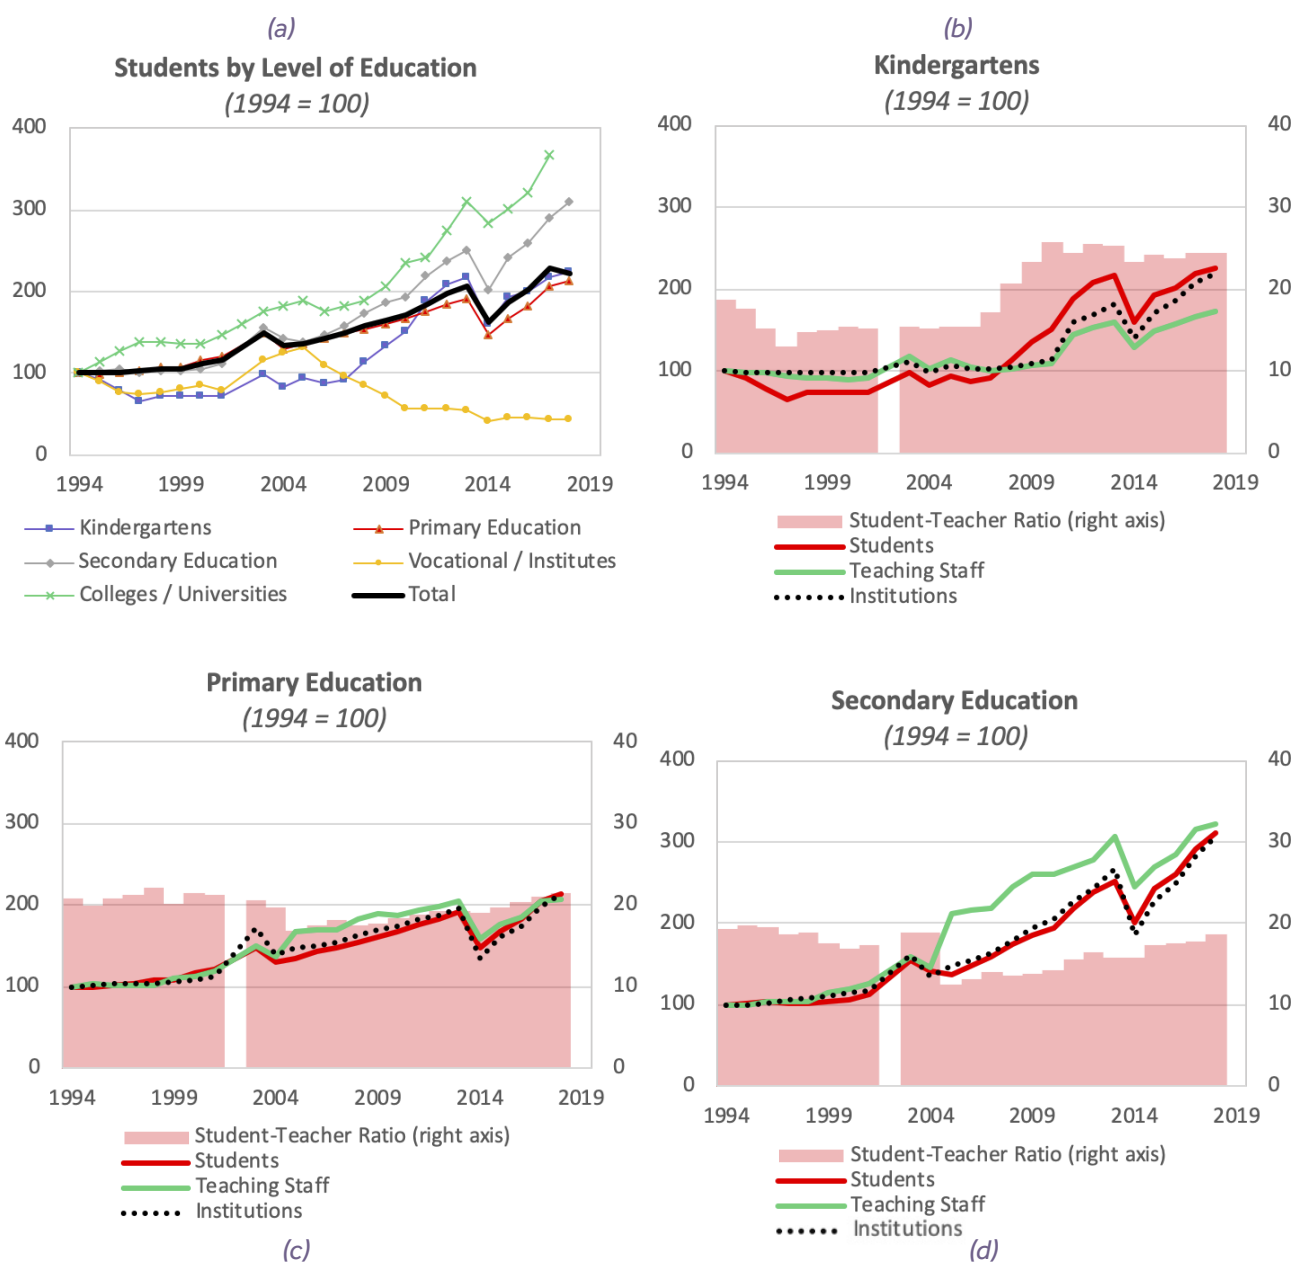 (a)
Students by Level of Education
(1994 = 100)
400
300
200
100
0
1994 1999 2004 2009 2014 2019
Kindergartens Primary Education
Secondary Education Vocational / Institutes
Colleges / Universities Total
(b)
Kindergartens
(1994 = 100)
400 40
300 30
200 20
100 10
0 0
1994 1999 2004 2009 2014 2019
Student-Teacher Ratio (right axis)
Students
Teaching Staff
Institutions
Primary Education
(1994 = 100)
400 40
300 30
200 20
100 10
0 0
1994 1999 2004 2009 2014 2019
Student-Teacher Ratio (right axis)
Students
Teaching Staff
Institutions
(c)
Secondary Education
(1994 = 100)
400 40
300 30
200 20
100 10
0 0
1994 1999 2004 2009 2014 2019
Student-Teacher Ratio (right axis)
Students
Teaching Staff
Institutions
(d)